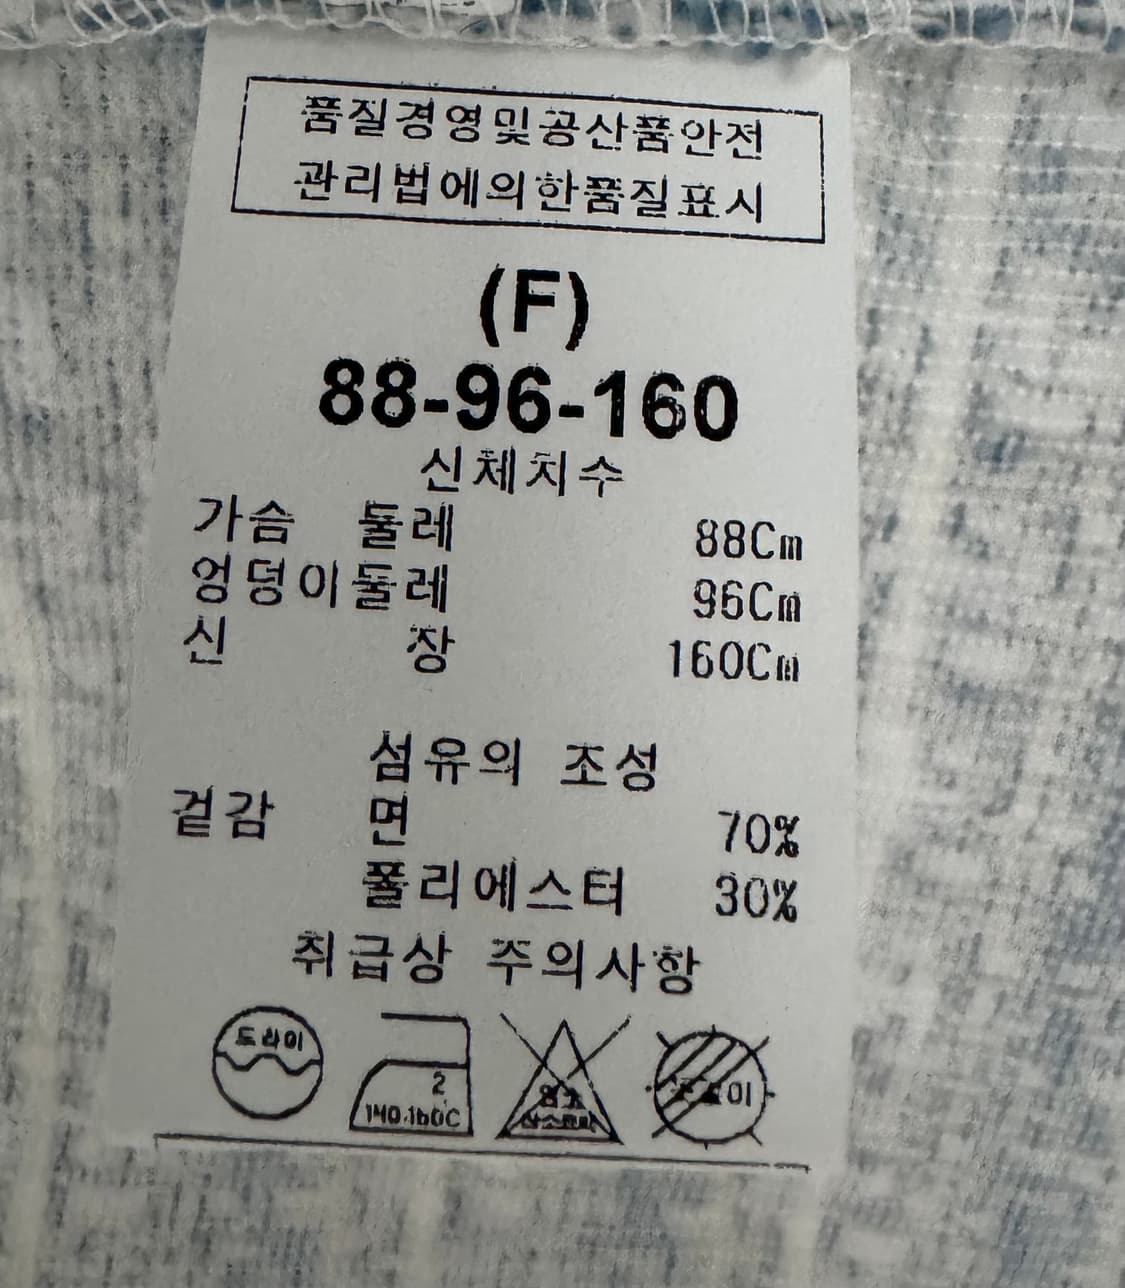 품질경영및공산품안전
관리법에의한품질표시
(F)
88-96-160
신체치수
가슴 둘레 88Cm
엉덩이둘레 96Cm
신 장 160Cm
섬유의 조성
겉감 면 70%
폴리에스터 30%
취급상 주의사항
드라이
2
140.160C